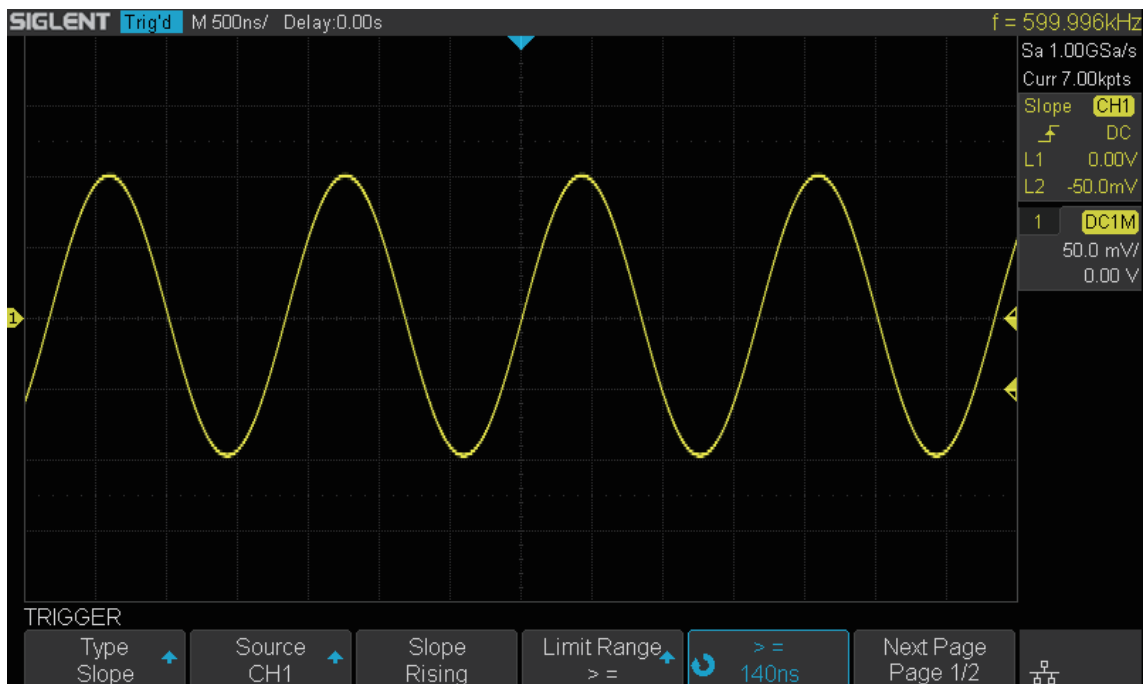 SIGLENT Trig'd M 500ns/ Delay:0.00s f = 599.996kHz
Sa 1.00GSa/s
Curr 7.00kpts
Slope CH1
DC
L1 0.00V
L2 -50.0mV
1 DC1M
50.0 mV/
0.00 V
1
TRIGGER
Type
Slope
Source
CH1
Slope
Rising
Limit Range
> =
> =
140ns
Next Page
Page 1/2